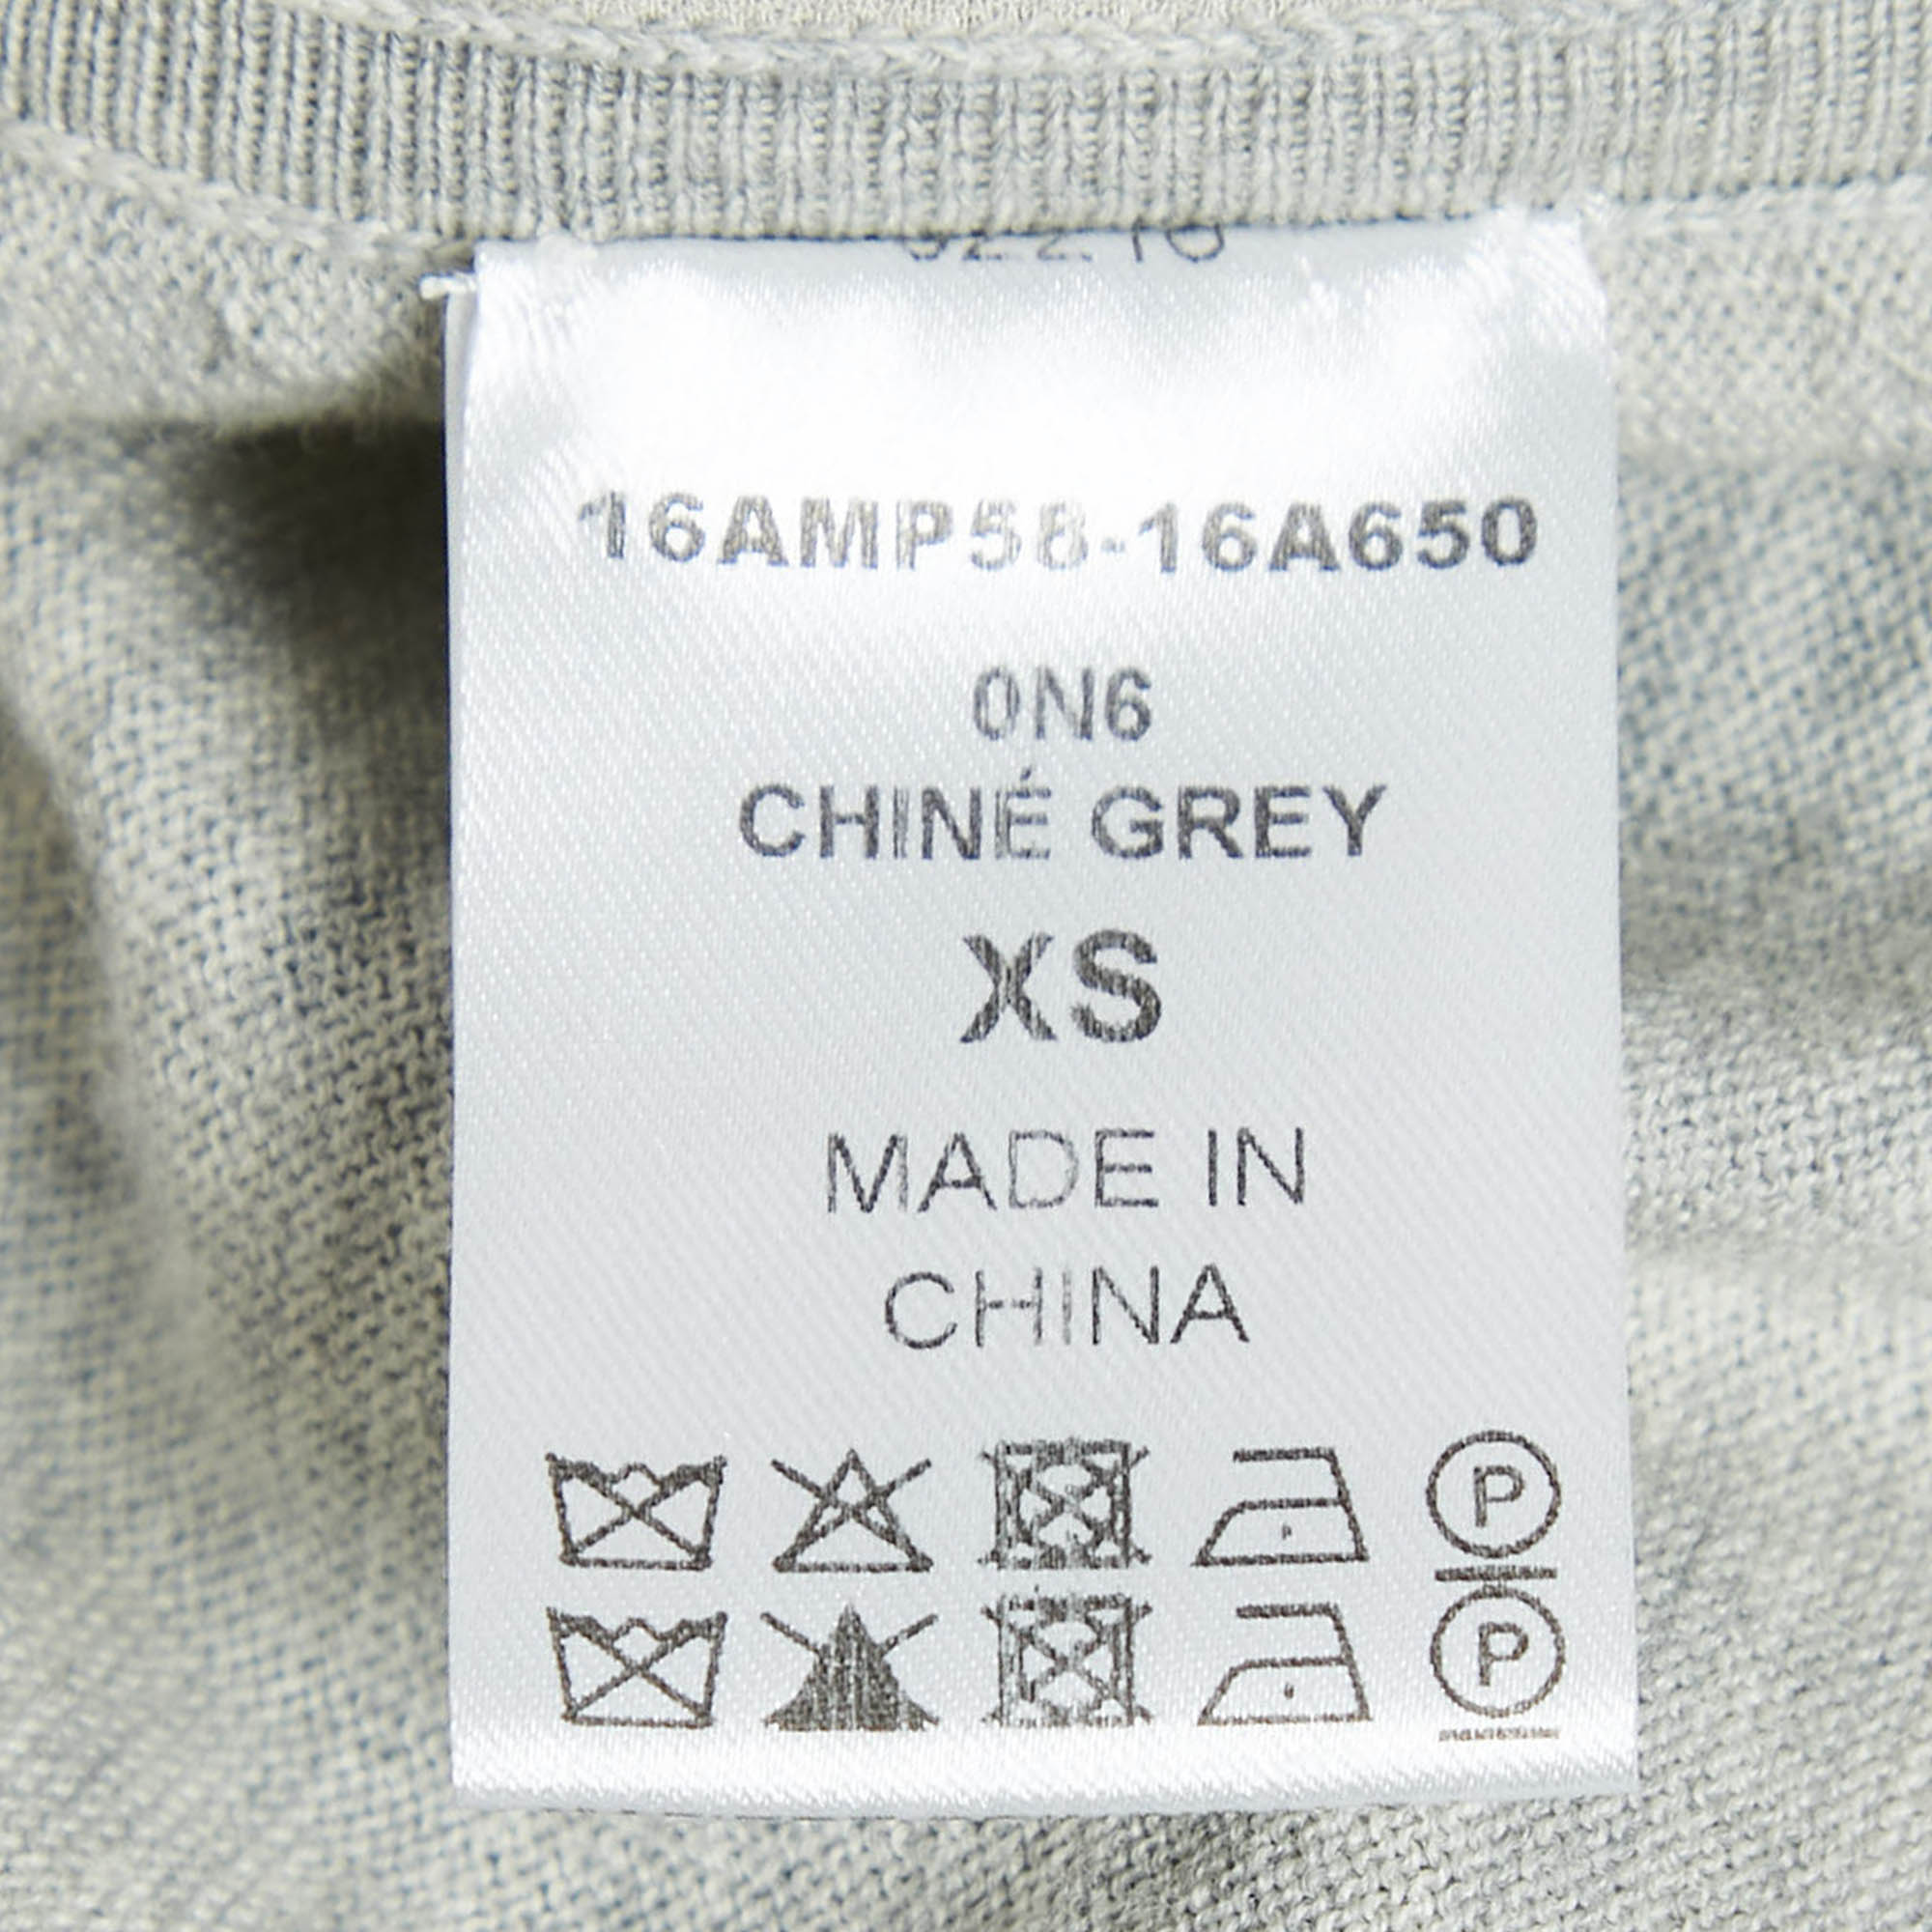 16AMP58-16A650
0N6
CHINÉ GREY
XS
MADE IN
CHINA
P
P